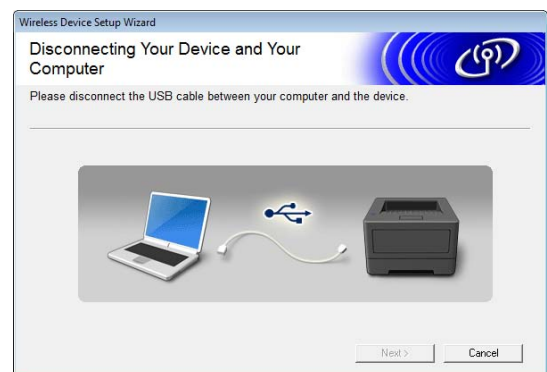 Wireless Device Setup Wizard
Disconnecting Your Device and Your
Computer
Please disconnect the USB cable between your computer and the device.
Next >
Cancel